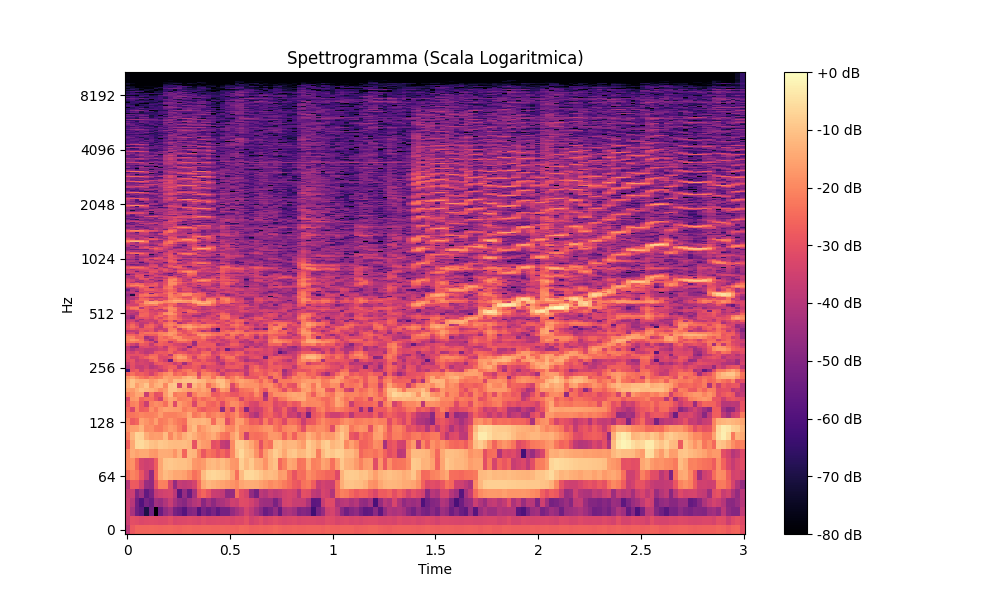 Spettrogramma (Scala Logaritmica)
Hz
8192
4096
2048
1024
512
256
128
64
0
0
0.5
1
1.5
2
2.5
3
Time
+0 dB
-10 dB
-20 dB
-30 dB
-40 dB
-50 dB
-60 dB
-70 dB
-80 dB